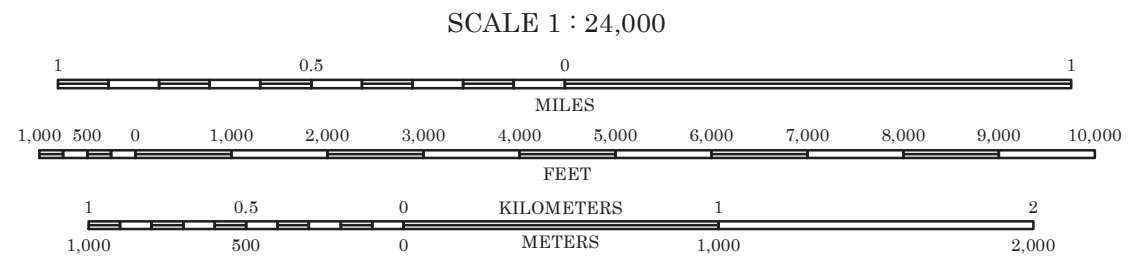 SCALE 1 : 24,000
1 0.5 0 1
MILES
1,000 500 0 1,000 2,000 3,000 4,000 5,000 6,000 7,000 8,000 9,000 10,000
FEET
1 0.5 0 KILOMETERS 1 2
1,000 500 0 METERS 1,000 2,000